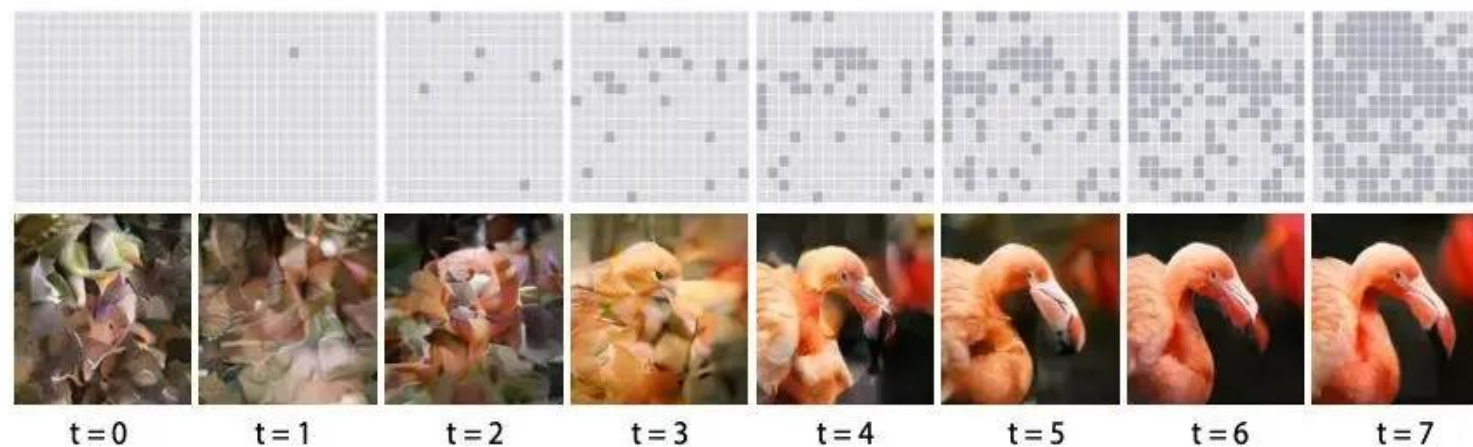 t = 0 t = 1 t = 2 t = 3 t = 4 t = 5 t = 6 t = 7